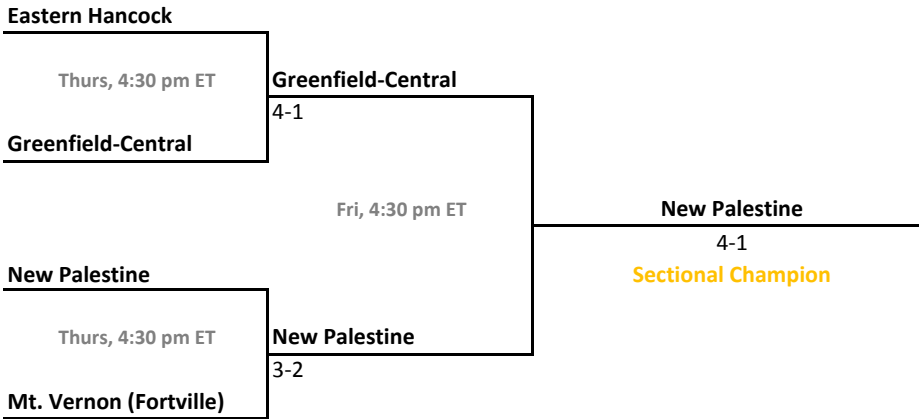 Eastern Hancock
Thurs, 4:30 pm ET
Greenfield-Central
4-1
Greenfield-Central
Fri, 4:30 pm ET
New Palestine
4-1
Sectional Champion
New Palestine
Thurs, 4:30 pm ET
New Palestine
3-2
Mt. Vernon (Fortville)